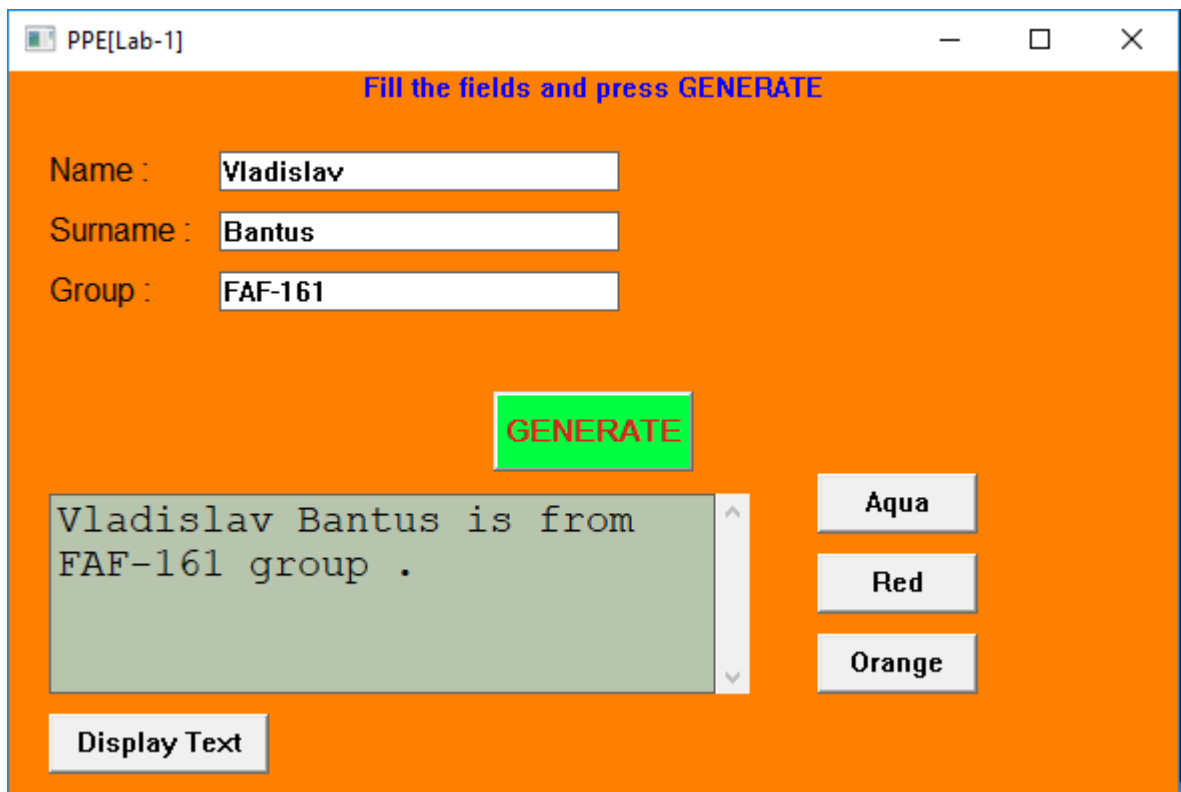 PPE[Lab-1]
Fill the fields and press GENERATE
Name :
Vladislav
Surname :
Bantus
Group :
FAF-161
GENERATE
Vladislav Bantus is from
FAF-161 group .
Aqua
Red
Orange
Display Text